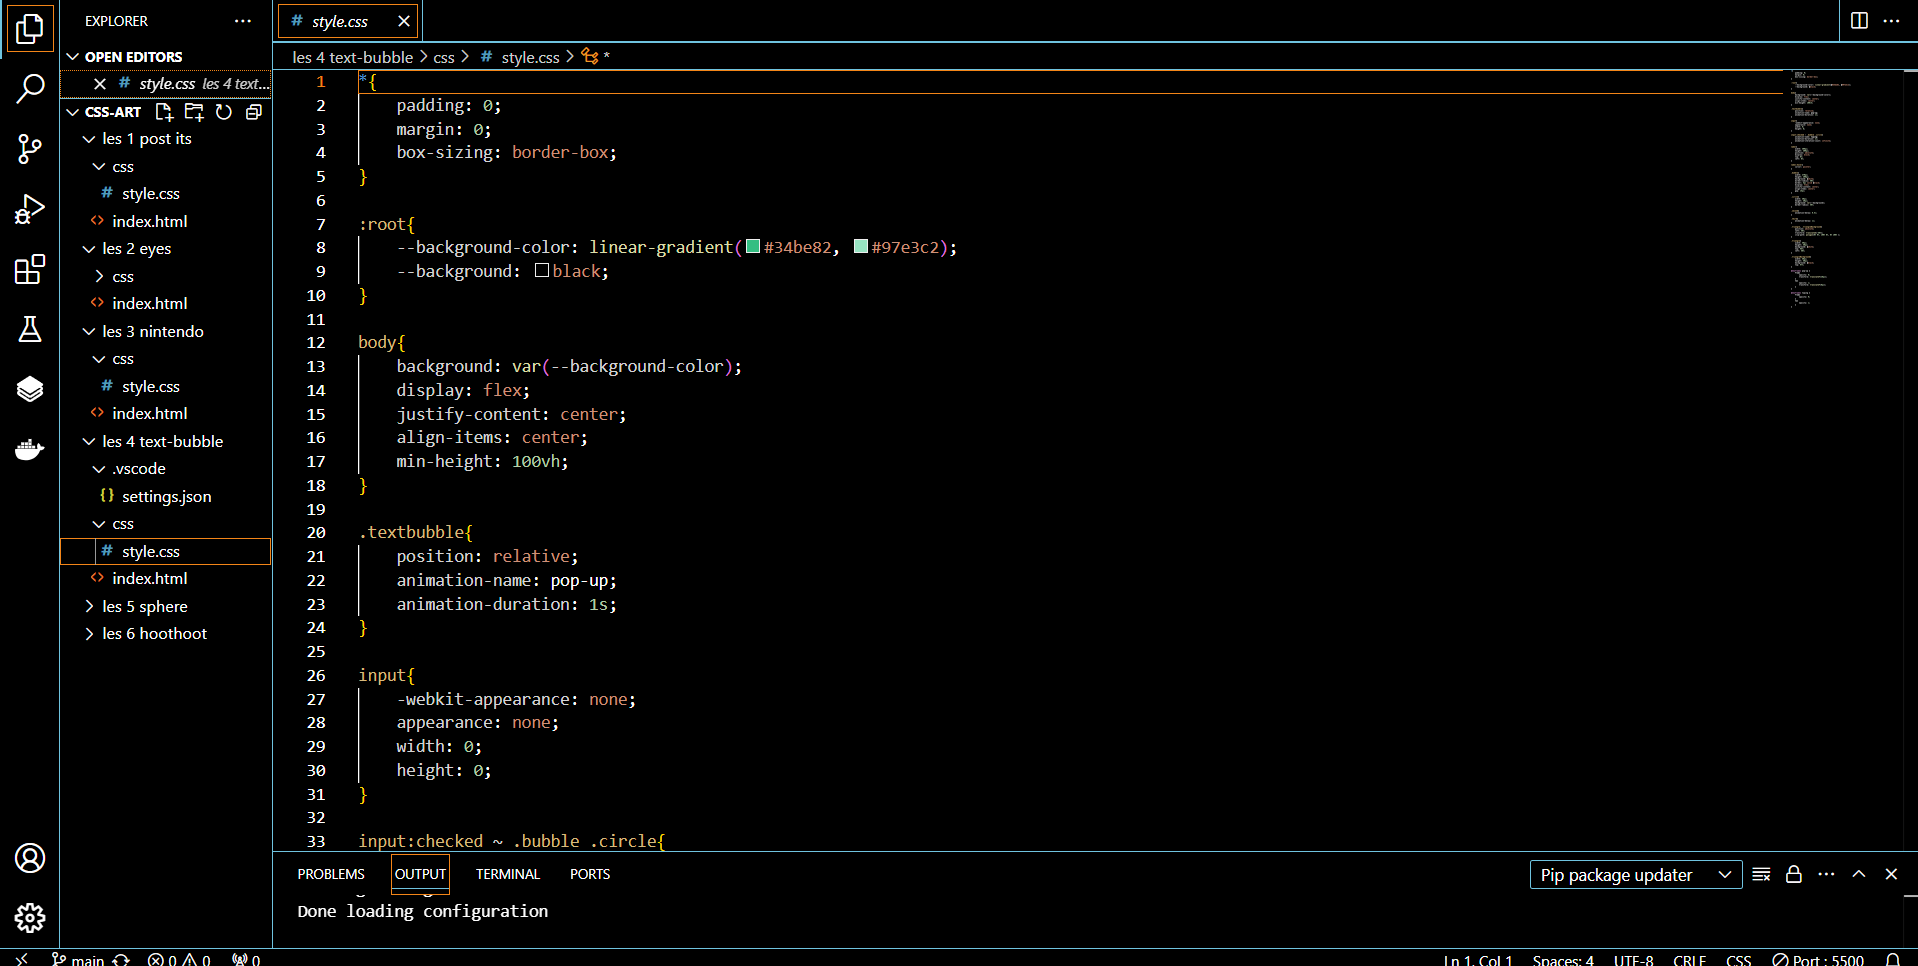 EXPLORER
OPEN EDITORS
style.css les 4 text...
CSS-ART
les 1 post its
css
# style.css
<> index.html
les 2 eyes
css
<> index.html
les 3 nintendo
css
# style.css
<> index.html
les 4 text-bubble
.vscode
{} settings.json
css
# style.css
<> index.html
les 5 sphere
les 6 hoothoot
# style.css
les 4 text-bubble > css > # style.css > *
1 *{
2 padding: 0;
3 margin: 0;
4 box-sizing: border-box;
5 }
6
7 :root{
8 --background-color: linear-gradient(#34be82, #97e3c2);
9 --background: black;
10 }
11
12 body{
13 background: var(--background-color);
14 display: flex;
15 justify-content: center;
16 align-items: center;
17 min-height: 100vh;
18 }
19
20 .textbubble{
21 position: relative;
22 animation-name: pop-up;
23 animation-duration: 1s;
24 }
25
26 input{
27 -webkit-appearance: none;
28 appearance: none;
29 width: 0;
30 height: 0;
31 }
32
33 input:checked ~ .bubble .circle{
PROBLEMS OUTPUT TERMINAL PORTS
Pip package updater
Done loading configuration
main 0 0 0
Ln 1, Col 1 Spaces: 4 UTF-8 CRLF CSS Port : 5500